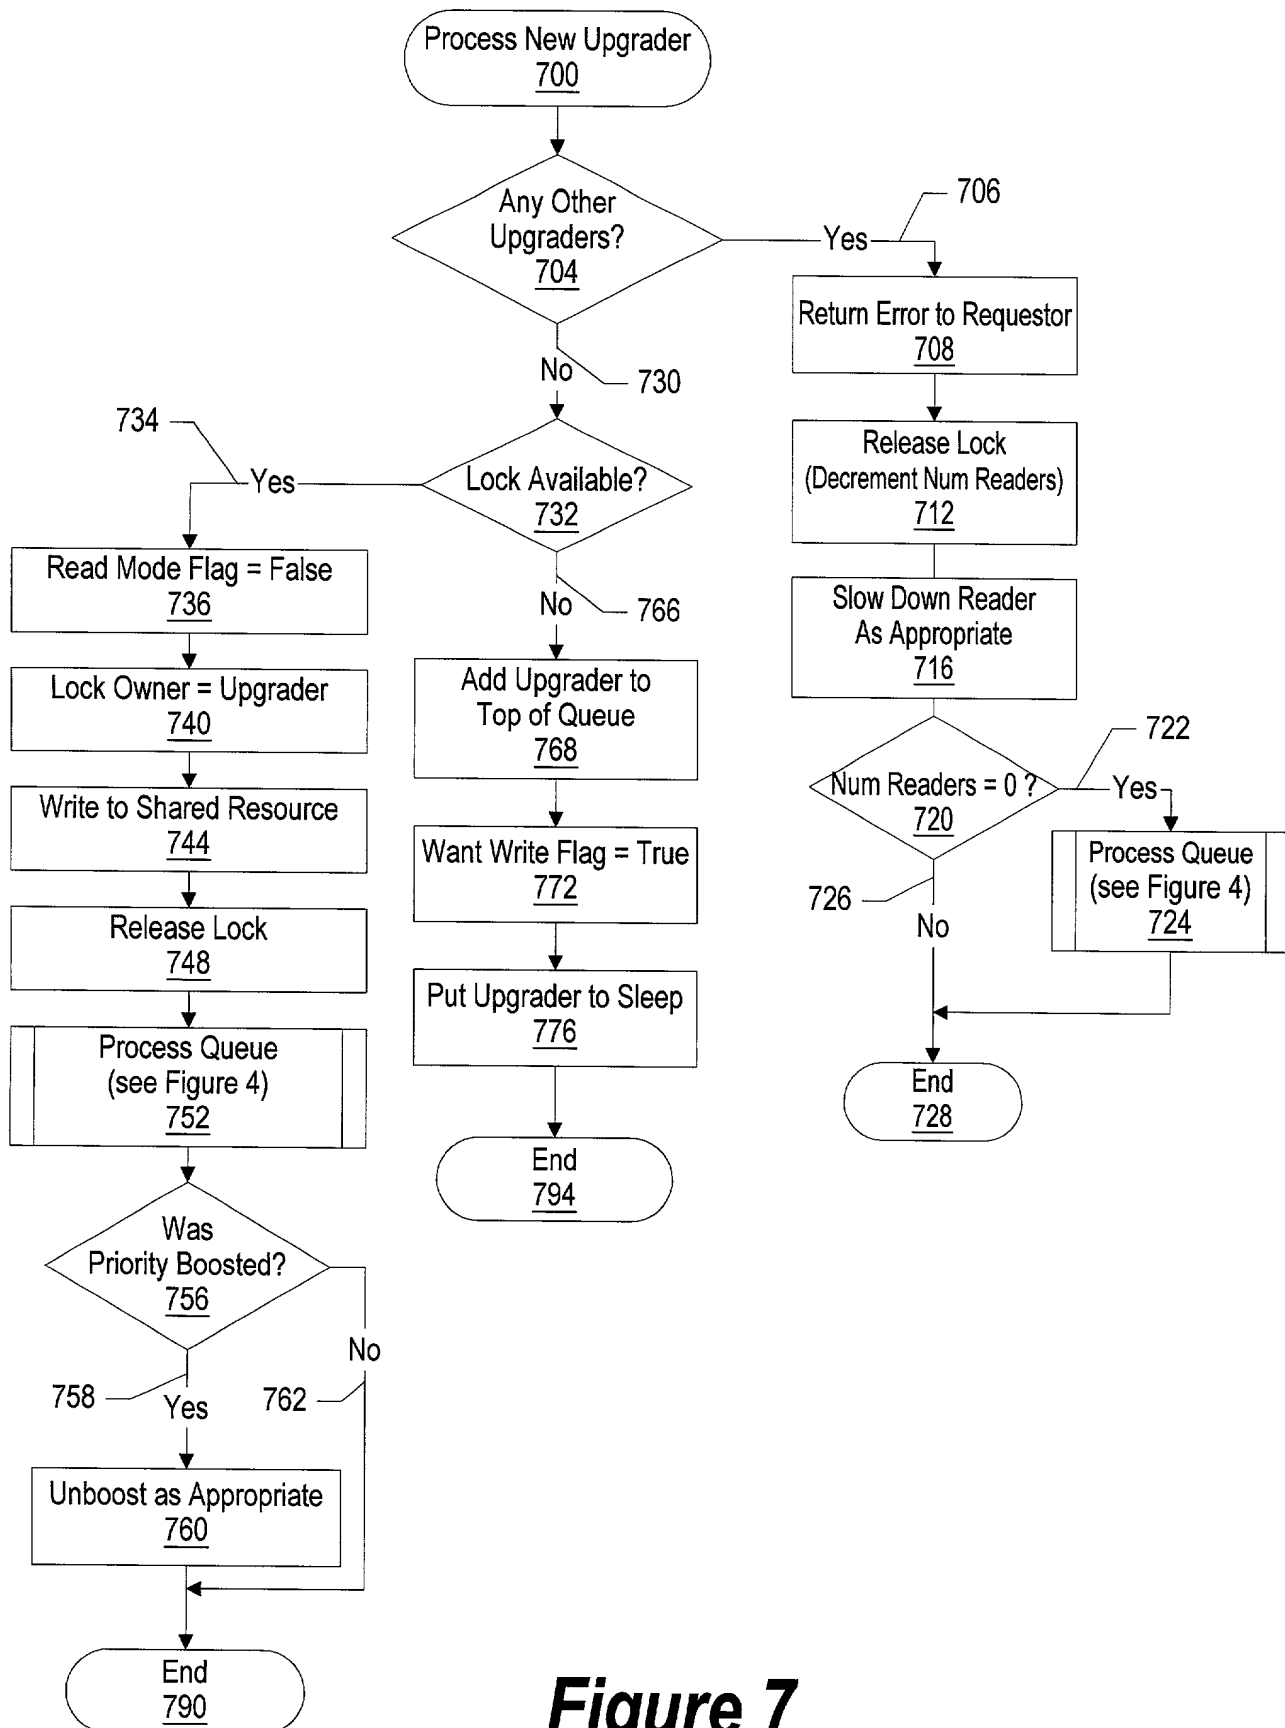 Process New Upgrader
700
Any Other
Upgraders?
704
Yes
706
Return Error to Requestor
708
Release Lock
(Decrement Num Readers)
712
Slow Down Reader
As Appropriate
716
Num Readers = 0 ?
720
722
Yes
Process Queue
(see Figure 4)
724
726
No
End
728
No
730
Lock Available?
732
734
Yes
Read Mode Flag = False
736
Lock Owner = Upgrader
740
Write to Shared Resource
744
Release Lock
748
Process Queue
(see Figure 4)
752
Was
Priority Boosted?
756
758
Yes
No
762
Unboost as Appropriate
760
End
790
No
766
Add Upgrader to
Top of Queue
768
Want Write Flag = True
772
Put Upgrader to Sleep
776
End
794
Figure 7